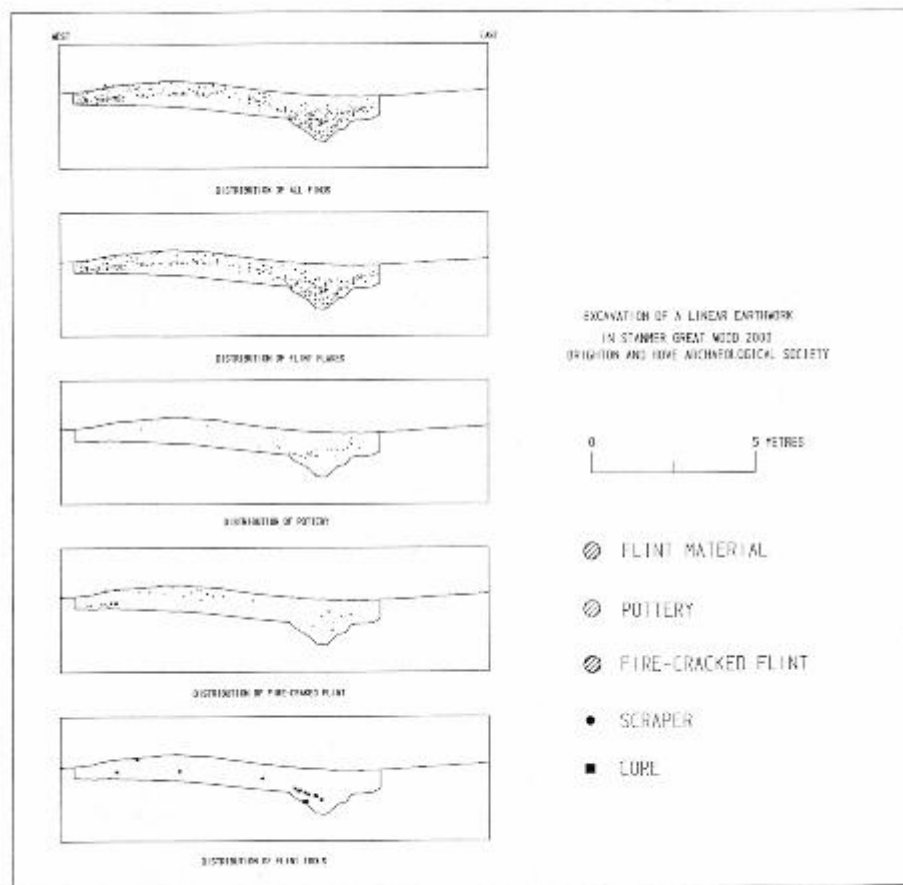 WEST
EAST
DISTRIBUTION OF ALL FINDS
DISTRIBUTION OF FLINT FLAKES
DISTRIBUTION OF POTTERY
DISTRIBUTION OF FIRE-CRAKED FLINT
DISTRIBUTION OF FLINT TOOLS
EXCAVATION OF A LINEAR EARTHWORK
IN STANMER GREAT WOOD 2003
BRIGHTON AND HOVE ARCHAEOLOGICAL SOCIETY
0
5 METRES
FLINT MATERIAL
POTTERY
FIRE-CRACKED FLINT
SCRAPER
CORE